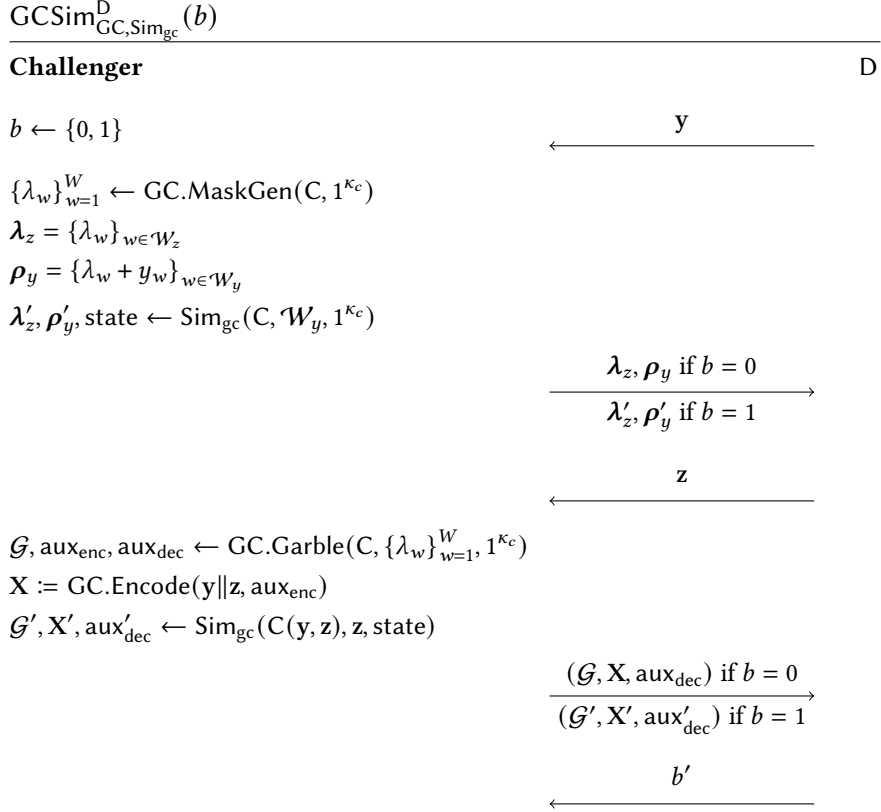 GCSim^D_{GC,Sim_gc}(b)
Challenger D
b ← {0, 1}
y
{λ_w}^W_{w=1} ← GC.MaskGen(C, 1^{κ_c})
λ_z = {λ_w}_{w∈𝒲_z}
ρ_y = {λ_w + y_w}_{w∈𝒲_y}
λ′_z, ρ′_y, state ← Sim_gc(C, 𝒲_y, 1^{κ_c})
λ_z, ρ_y if b = 0
λ′_z, ρ′_y if b = 1
z
𝒢, aux_enc, aux_dec ← GC.Garble(C, {λ_w}^W_{w=1}, 1^{κ_c})
X ≔ GC.Encode(y∥z, aux_enc)
𝒢′, X′, aux′_dec ← Sim_gc(C(y, z), z, state)
(𝒢, X, aux_dec) if b = 0
(𝒢′, X′, aux′_dec) if b = 1
b′